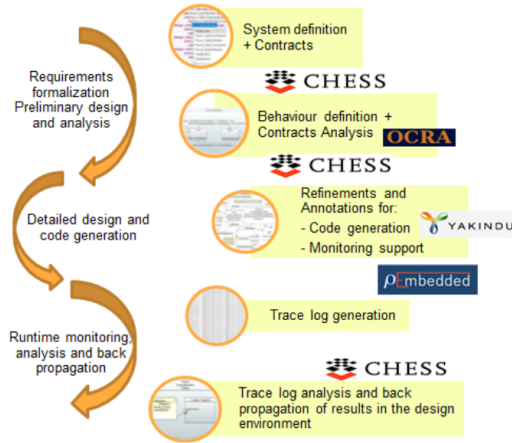 System definition
+ Contracts
CHESS
Requirements
formalization
Preliminary design
and analysis
Behaviour definition +
Contracts Analysis
OCRA
CHESS
Refinements and
Annotations for:
- Code generation
- Monitoring support
YAKINDU
Detailed design and
code generation
ρEmbedded
Trace log generation
Runtime monitoring,
analysis and back
propagation
CHESS
Trace log analysis and back
propagation of results in the design
environment